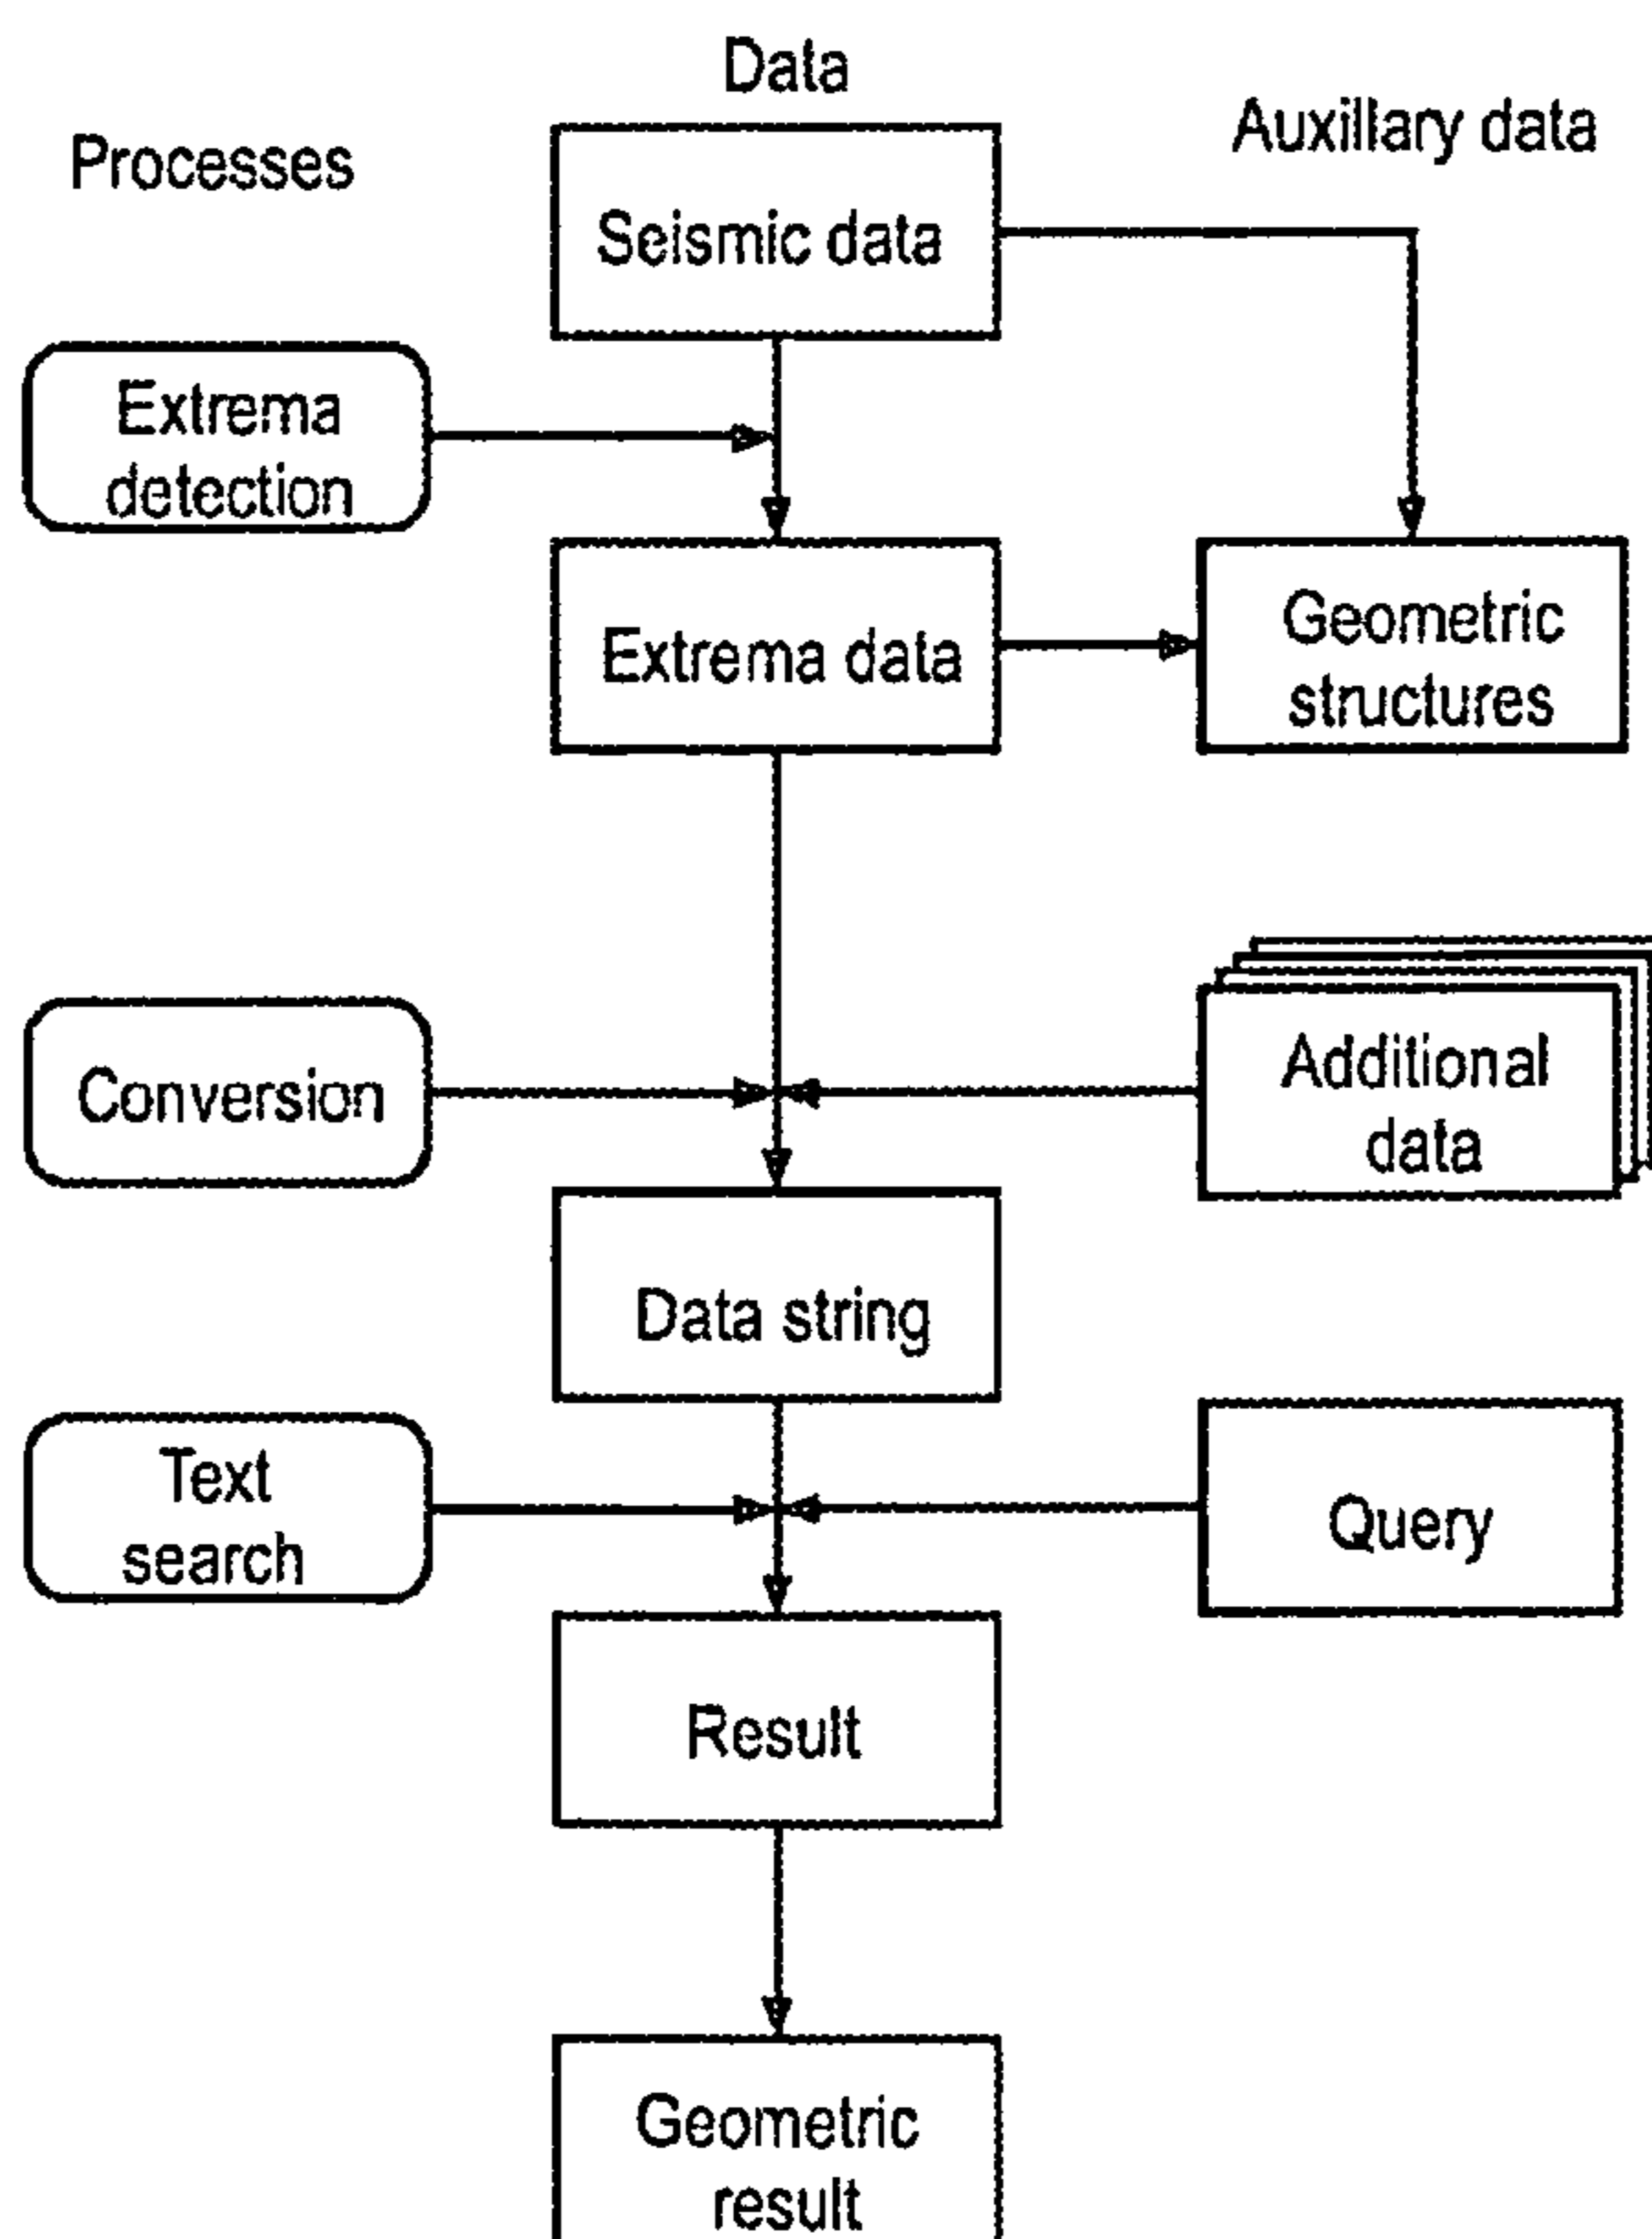 Data
Processes
Auxillary data
Seismic data
Extrema
detection
Extrema data
Geometric
structures
Conversion
Additional
data
Data string
Text
search
Query
Result
Geometric
result